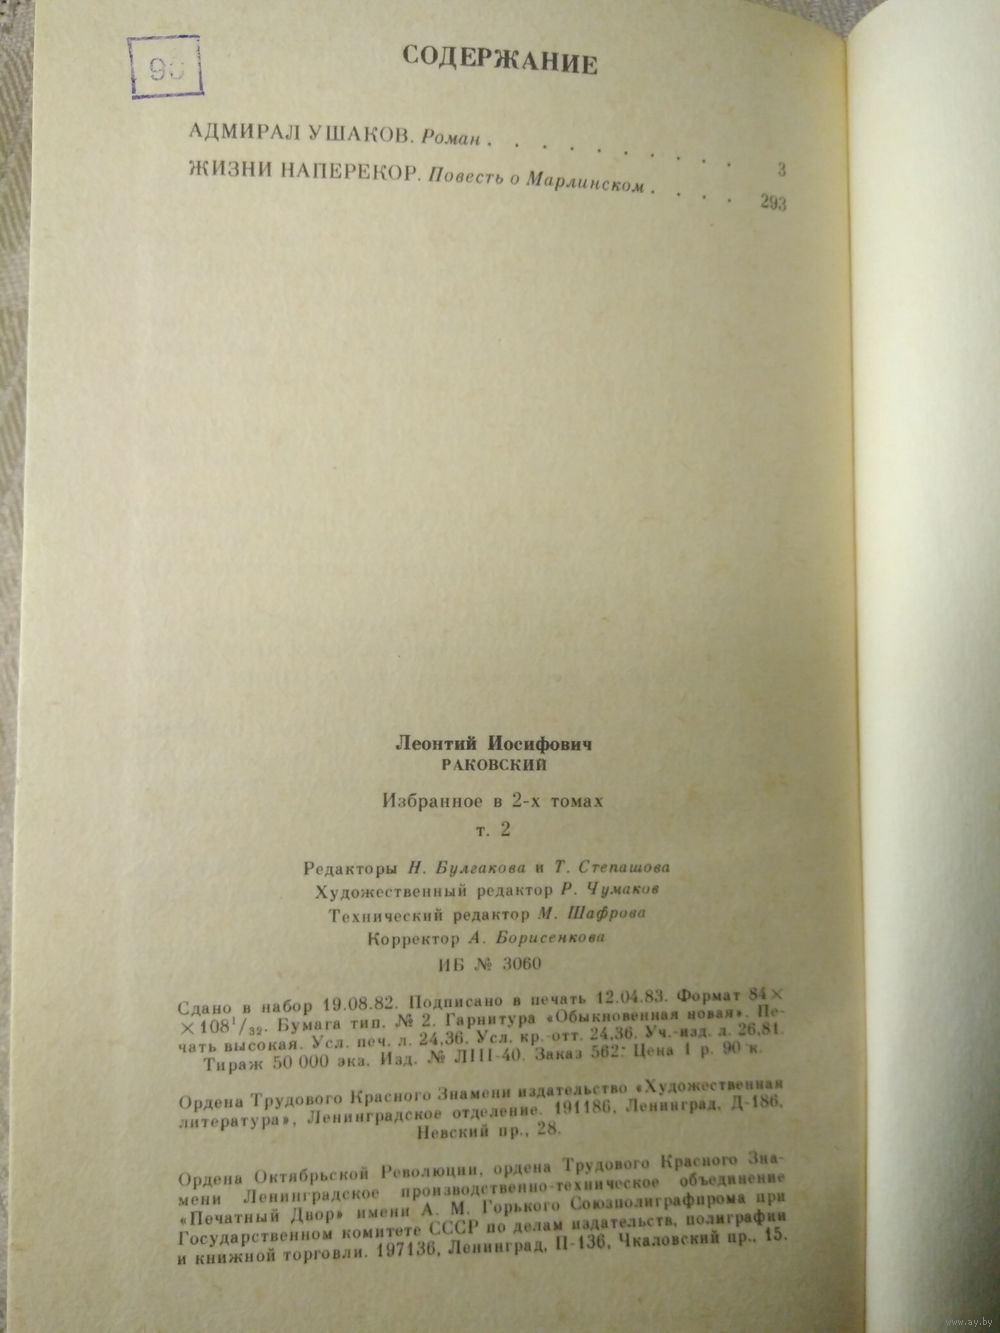 СОДЕРЖАНИЕ
АДМИРАЛ УШАКОВ. Роман . . . . . . . . . . 3
ЖИЗНИ НАПЕРЕКОР. Повесть о Марлинском . . . . 293
Леонтий Иосифович
РАКОВСКИЙ
Избранное в 2-х томах
т. 2
Редакторы Н. Булгакова и Т. Степашова
Художественный редактор Р. Чумаков
Технический редактор М. Шафрова
Корректор А. Борисенкова
ИБ № 3060
Сдано в набор 19.08.82. Подписано в печать 12.04.83. Формат 84×
×108¹/₃₂. Бумага тип. № 2. Гарнитура «Обыкновенная новая». Пе-
чать высокая. Усл. печ. л. 24,36. Усл. кр.-отт. 24,36. Уч.-изд. л. 26,81.
Тираж 50 000 экз. Изд. № ЛIII-40. Заказ 562. Цена 1 р. 90 к.
Ордена Трудового Красного Знамени издательство «Художественная
литература», Ленинградское отделение. 191186, Ленинград, Д-186,
Невский пр., 28.
Ордена Октябрьской Революции, ордена Трудового Красного Зна-
мени Ленинградское производственно-техническое объединение
«Печатный Двор» имени А. М. Горького Союзполиграфпрома при
Государственном комитете СССР по делам издательств, полиграфии
и книжной торговли. 197136, Ленинград, П-136, Чкаловский пр., 15.
www.ay.by